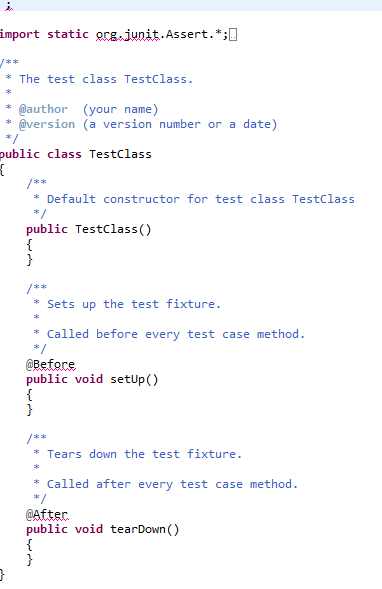 ;
import static org.junit.Assert.*;
/**
 * The test class TestClass.
 *
 * @author  (your name)
 * @version (a version number or a date)
 */
public class TestClass
{
    /**
     * Default constructor for test class TestClass
     */
    public TestClass()
    {
    }
    /**
     * Sets up the test fixture.
     *
     * Called before every test case method.
     */
    @Before
    public void setUp()
    {
    }
    /**
     * Tears down the test fixture.
     *
     * Called after every test case method.
     */
    @After
    public void tearDown()
    {
    }
}